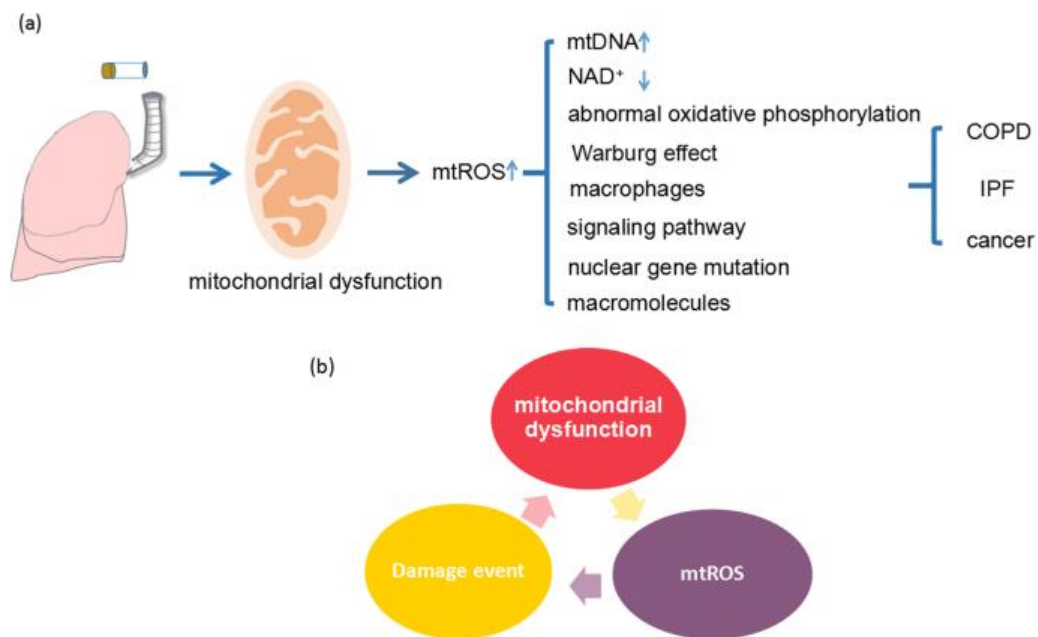 (a)
mitochondrial dysfunction
mtROS↑
mtDNA↑
NAD⁺ ↓
abnormal oxidative phosphorylation
Warburg effect
macrophages
signaling pathway
nuclear gene mutation
macromolecules
COPD
IPF
cancer
(b)
mitochondrial
dysfunction
Damage event
mtROS